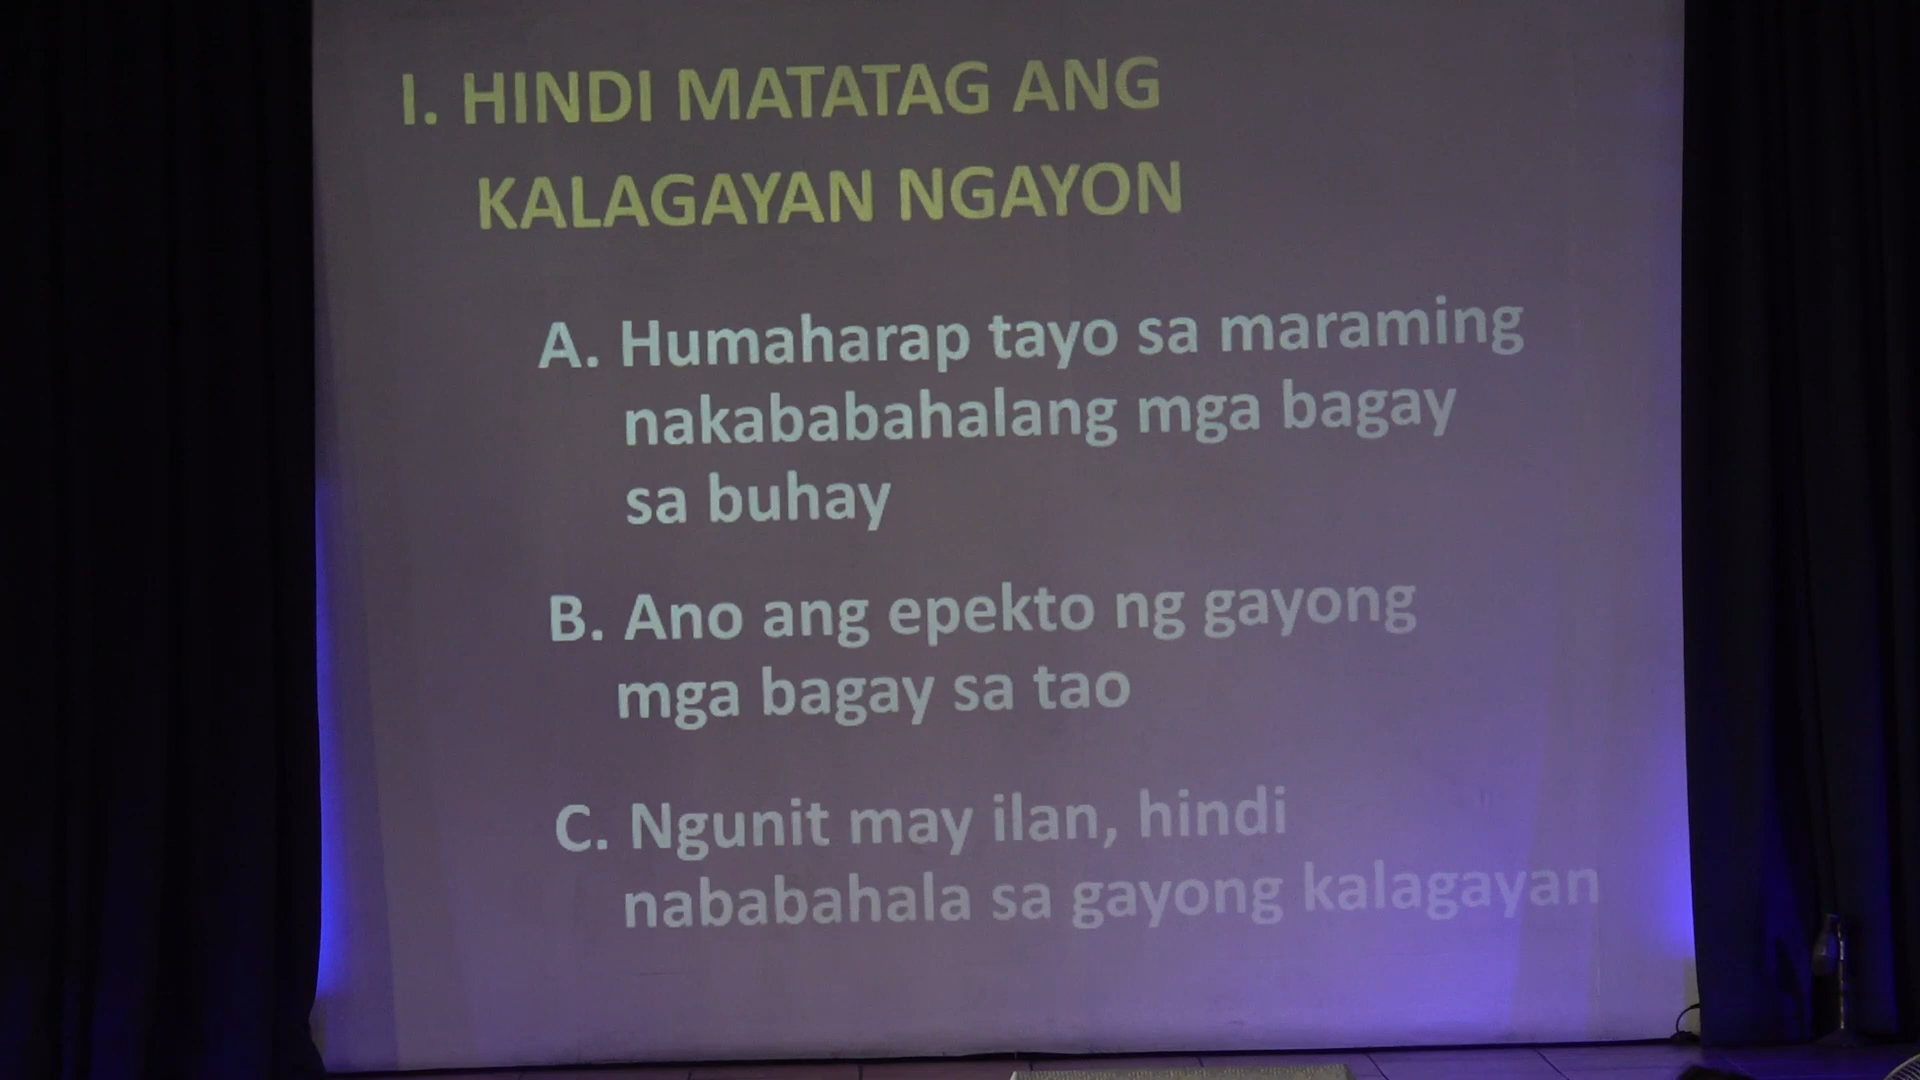 I. HINDI MATATAG ANG
KALAGAYAN NGAYON
A. Humaharap tayo sa maraming
nakababahalang mga bagay
sa buhay
B. Ano ang epekto ng gayong
mga bagay sa tao
C. Ngunit may ilan, hindi
nababahala sa gayong kalagayan